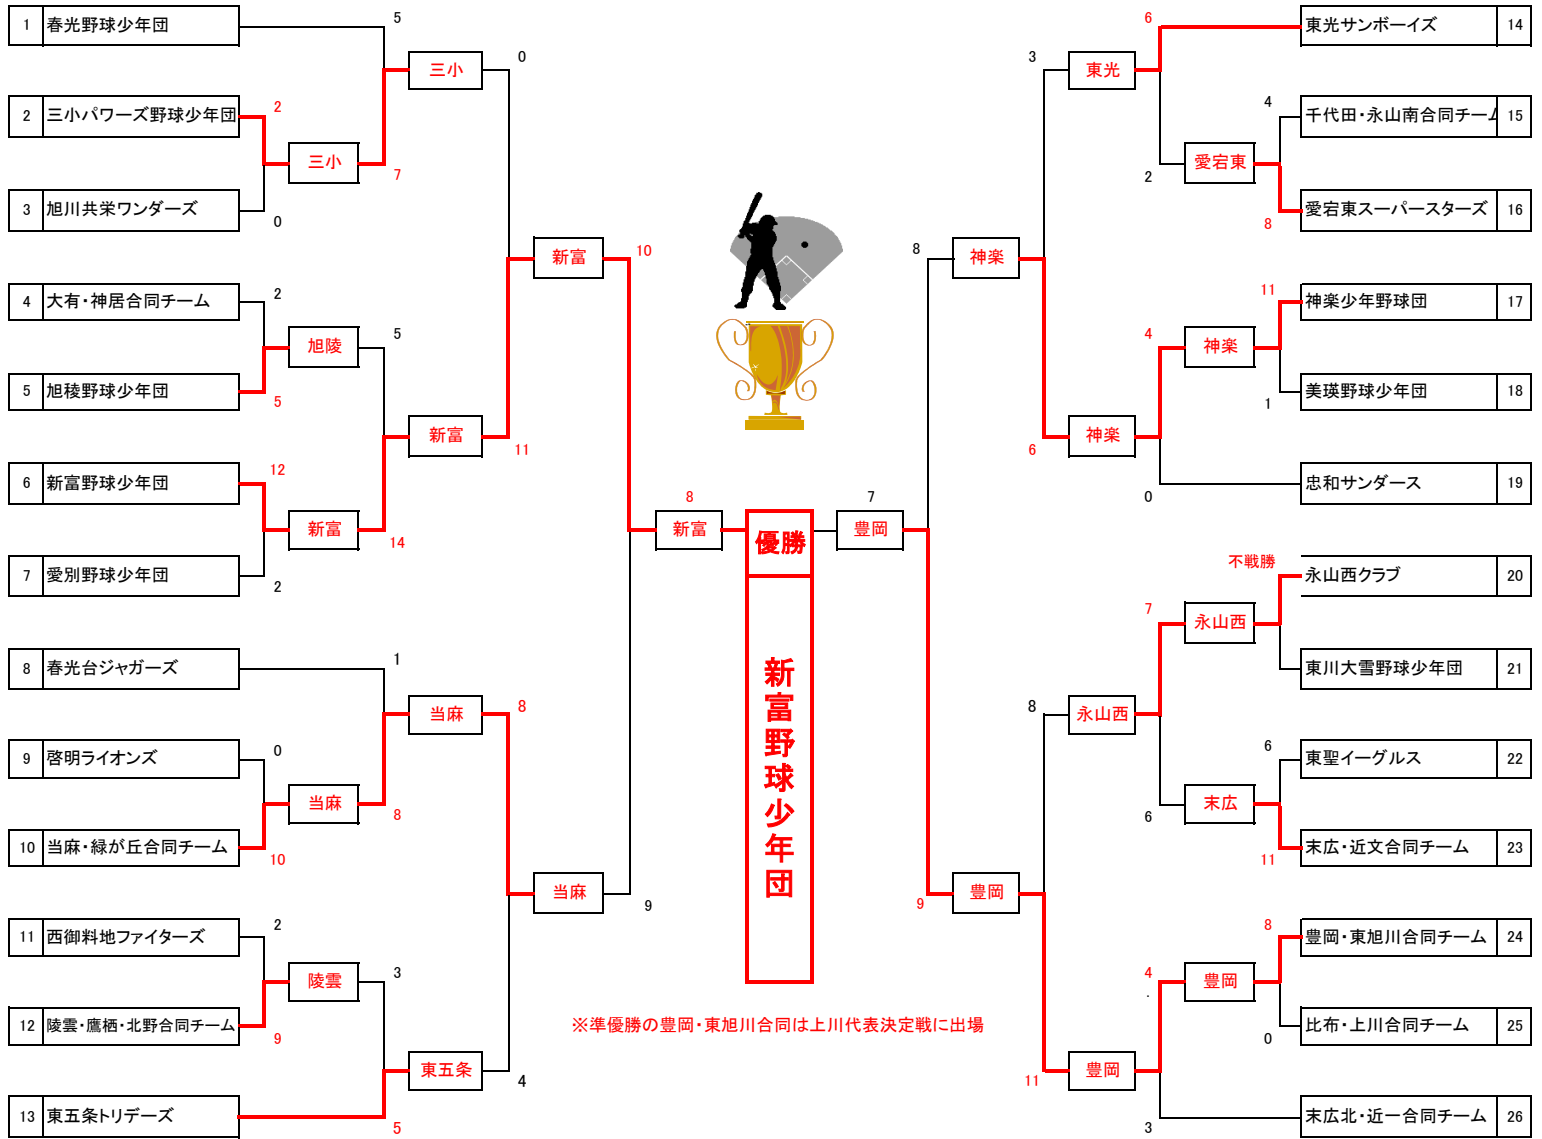 1 春光野球少年団
5
三小
0
2 三小パワーズ野球少年団
2
三小
7
3 旭川共栄ワンダーズ
0
新富
10
4 大有・神居合同チーム
2
旭陵
5
5 旭稜野球少年団
5
新富
11
6 新富野球少年団
12
新富
14
7 愛別野球少年団
2
新富
8
8 春光台ジャガーズ
1
当麻
8
9 啓明ライオンズ
0
当麻
8
10 当麻・緑が丘合同チーム
10
当麻
9
11 西御料地ファイターズ
2
陵雲
3
12 陵雲・鷹栖・北野合同チーム
9
東五条
4
13 東五条トリデーズ
5
優勝
新富野球少年団
※準優勝の豊岡・東旭川合同は上川代表決定戦に出場
6
東光サンボーイズ 14
3
東光
4
千代田・永山南合同チーム 15
愛宕東
2
8
愛宕東スーパースターズ 16
8
神楽
11
神楽少年野球団 17
4
神楽
1
美瑛野球少年団 18
神楽
6
0
忠和サンダース 19
7
豊岡
不戦勝
永山西クラブ 20
7
永山西
東川大雪野球少年団 21
8
永山西
6
東聖イーグルス 22
末広
6
11
末広・近文合同チーム 23
9
豊岡
8
豊岡・東旭川合同チーム 24
4
豊岡
0
比布・上川合同チーム 25
11
豊岡
3
末広北・近一合同チーム 26